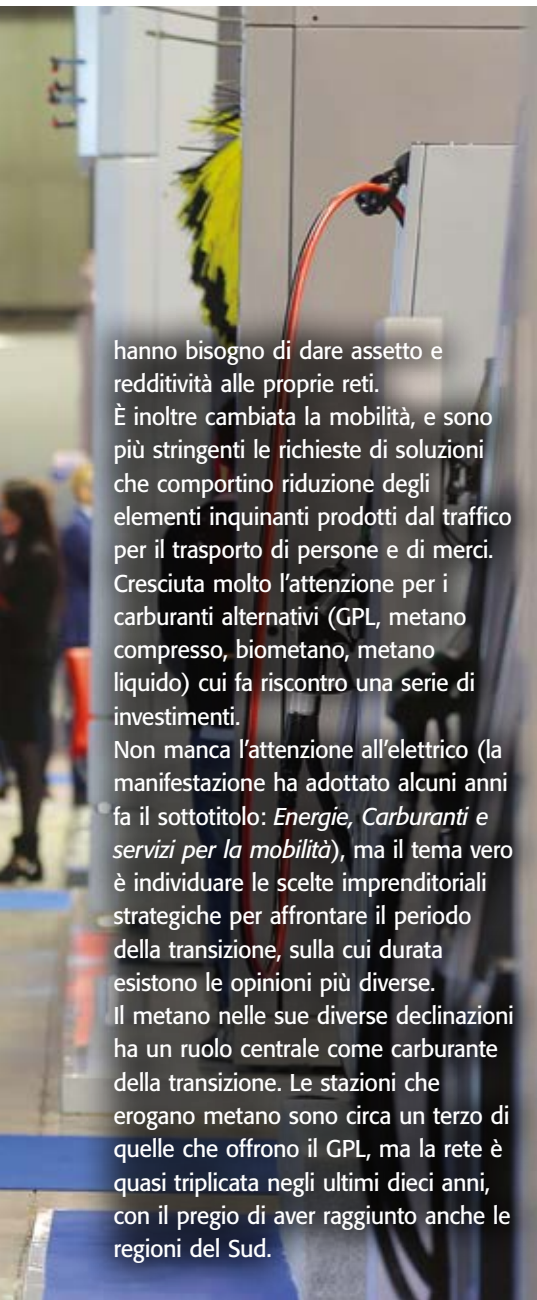 hanno bisogno di dare assetto e
redditività alle proprie reti.
È inoltre cambiata la mobilità, e sono
più stringenti le richieste di soluzioni
che comportino riduzione degli
elementi inquinanti prodotti dal traffico
per il trasporto di persone e di merci.
Cresciuta molto l’attenzione per i
carburanti alternativi (GPL, metano
compresso, biometano, metano
liquido) cui fa riscontro una serie di
investimenti.
Non manca l’attenzione all’elettrico (la
manifestazione ha adottato alcuni anni
fa il sottotitolo: Energie, Carburanti e
servizi per la mobilità), ma il tema vero
è individuare le scelte imprenditoriali
strategiche per affrontare il periodo
della transizione, sulla cui durata
esistono le opinioni più diverse.
Il metano nelle sue diverse declinazioni
ha un ruolo centrale come carburante
della transizione. Le stazioni che
erogano metano sono circa un terzo di
quelle che offrono il GPL, ma la rete è
quasi triplicata negli ultimi dieci anni,
con il pregio di aver raggiunto anche le
regioni del Sud.